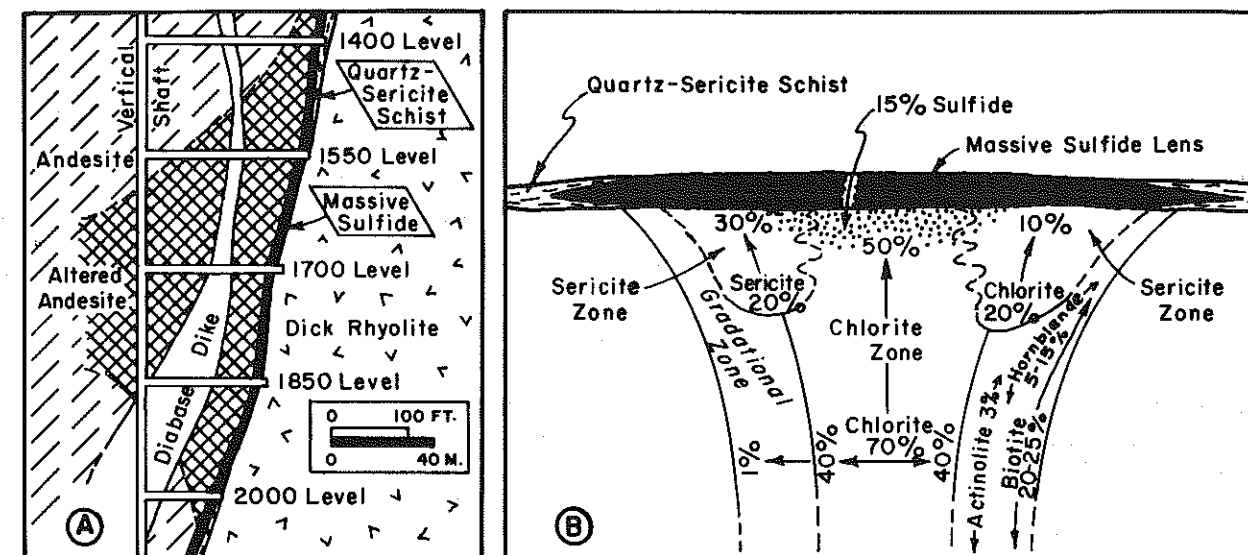 1400 Level
Quartz-
Sericite
Schist
Vertical
Shaft
Andesite
1550 Level
Massive
Sulfide
1700 Level
Altered
Andesite
Dick Rhyolite
Dike
Diabase
1850 Level
0 100 FT.
0 40 M.
2000 Level
A
Quartz-Sericite Schist
15% Sulfide
Massive Sulfide Lens
30%
50%
10%
Sericite
Zone
Sericite
20%
Chlorite
20%
Sericite
Zone
Gradational
Zone
Chlorite
Zone
Hornblende
5-15%
Chlorite
70%
1%
40%
40%
Actinolite 3%
Biotite
20-25%
B